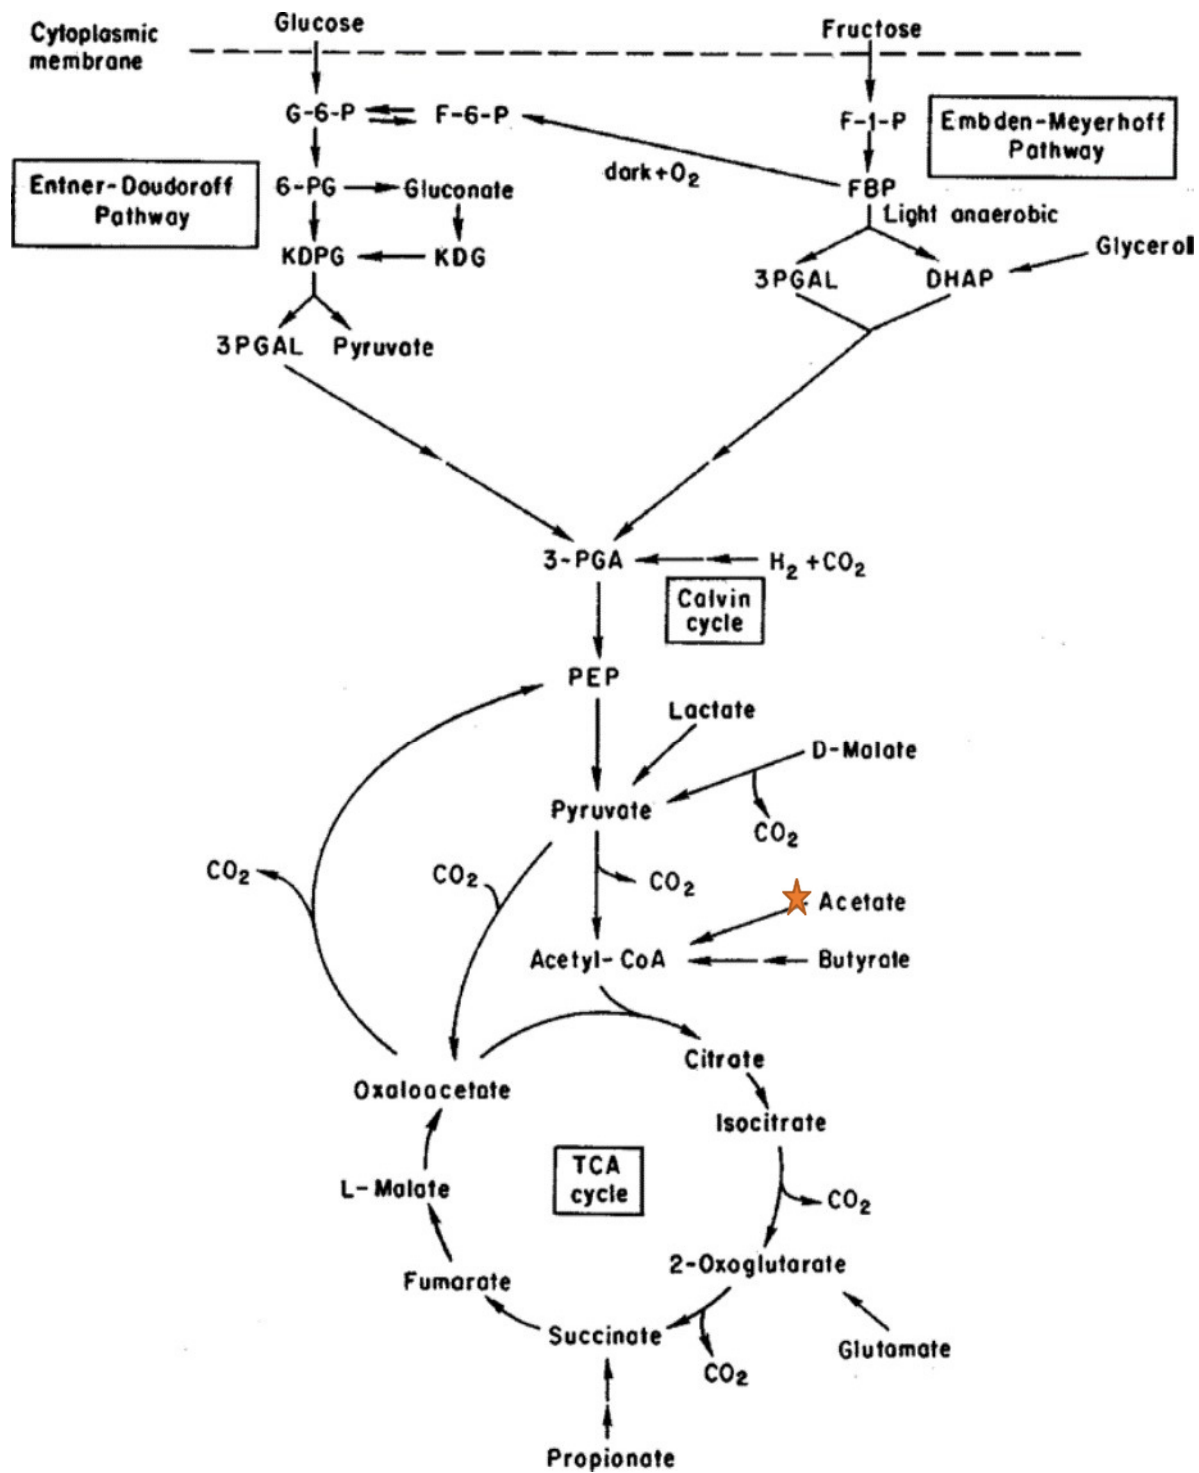 Cytoplasmic
membrane
Glucose
Fructose
G-6-P
F-6-P
F-1-P
Embden-Meyerhoff
Pathway
dark+O2
Entner-Doudoroff
Pathway
6-PG
Gluconate
FBP
Light anaerobic
KDPG
KDG
Glycerol
3PGAL
DHAP
3PGAL
Pyruvate
3-PGA
H2+CO2
Calvin
cycle
PEP
Lactate
D-Malate
Pyruvate
CO2
CO2
CO2
CO2
Acetate
Acetyl-CoA
Butyrate
Citrate
Oxaloacetate
Isocitrate
TCA
cycle
L-Malate
CO2
2-Oxoglutarate
Fumarate
Succinate
Glutamate
CO2
Propionate